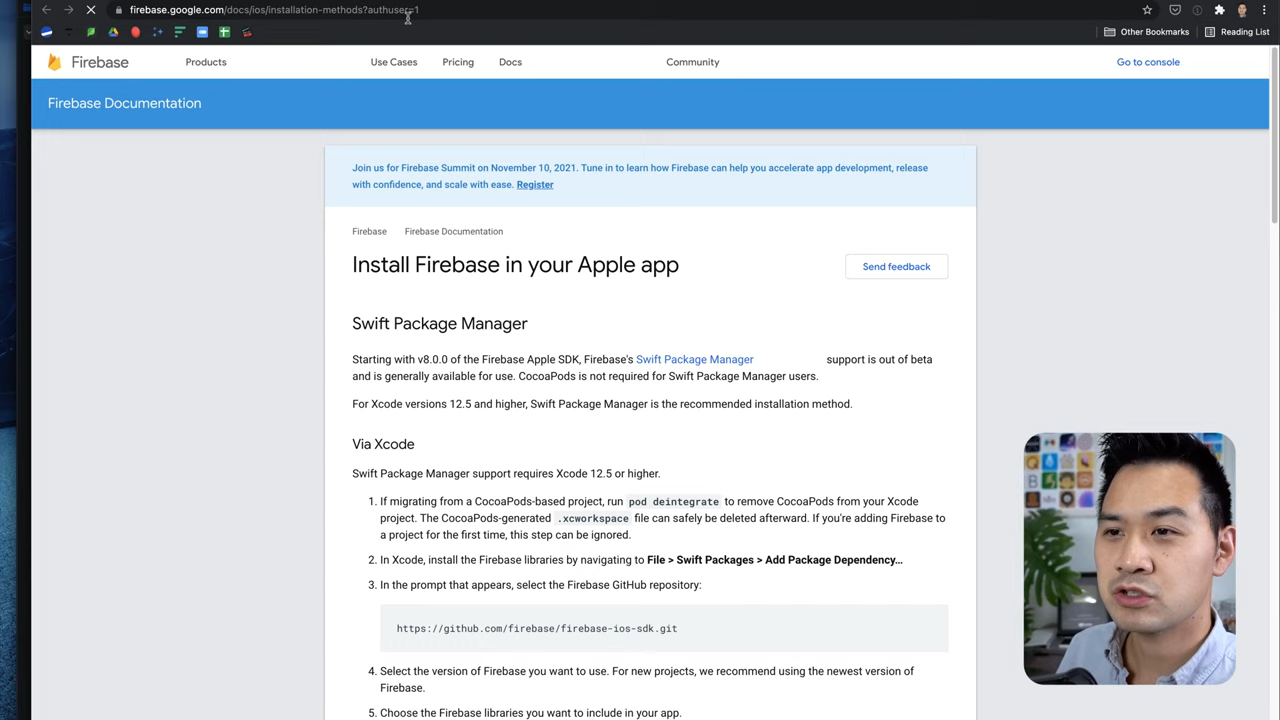 firebase.google.com/docs/ios/installation-methods?authuser=1
Other Bookmarks
Reading List
Firebase
Products
Use Cases
Pricing
Docs
Community
Go to console
Firebase Documentation
Join us for Firebase Summit on November 10, 2021. Tune in to learn how Firebase can help you accelerate app development, release
with confidence, and scale with ease. Register
Firebase
Firebase Documentation
Install Firebase in your Apple app
Send feedback
Swift Package Manager
Starting with v8.0.0 of the Firebase Apple SDK, Firebase's Swift Package Manager support is out of beta
and is generally available for use. CocoaPods is not required for Swift Package Manager users.
For Xcode versions 12.5 and higher, Swift Package Manager is the recommended installation method.
Via Xcode
Swift Package Manager support requires Xcode 12.5 or higher.
1. If migrating from a CocoaPods-based project, run pod deintegrate to remove CocoaPods from your Xcode
project. The CocoaPods-generated .xcworkspace file can safely be deleted afterward. If you're adding Firebase to
a project for the first time, this step can be ignored.
2. In Xcode, install the Firebase libraries by navigating to File > Swift Packages > Add Package Dependency…
3. In the prompt that appears, select the Firebase GitHub repository:
https://github.com/firebase/firebase-ios-sdk.git
4. Select the version of Firebase you want to use. For new projects, we recommend using the newest version of
Firebase.
5. Choose the Firebase libraries you want to include in your app.